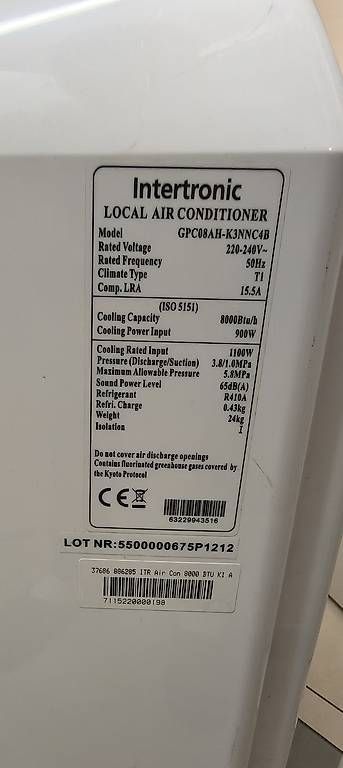 Intertronic
LOCAL AIR CONDITIONER
Model GPC08AH-K3NNC4B
Rated Voltage 220-240V~
Rated Frequency 50Hz
Climate Type T1
Comp. LRA 15.5A
(ISO 5151)
Cooling Capacity 8000Btu/h
Cooling Power Input 900W
Cooling Rated Input 1100W
Pressure (Discharge/Suction) 3.8/1.0MPa
Maximum Allowable Pressure 5.8MPa
Sound Power Level 65dB(A)
Refrigerant R410A
Refri. Charge 0.43kg
Weight 24kg
Isolation I
Do not cover air discharge openings
Contains fluorinated greenhouse gases covered by
the Kyoto Protocol
CE
63229943516
LOT NR:5500000675P1212
37686 886285 ITR Air Con 8000 BTU KI A
7115220000198